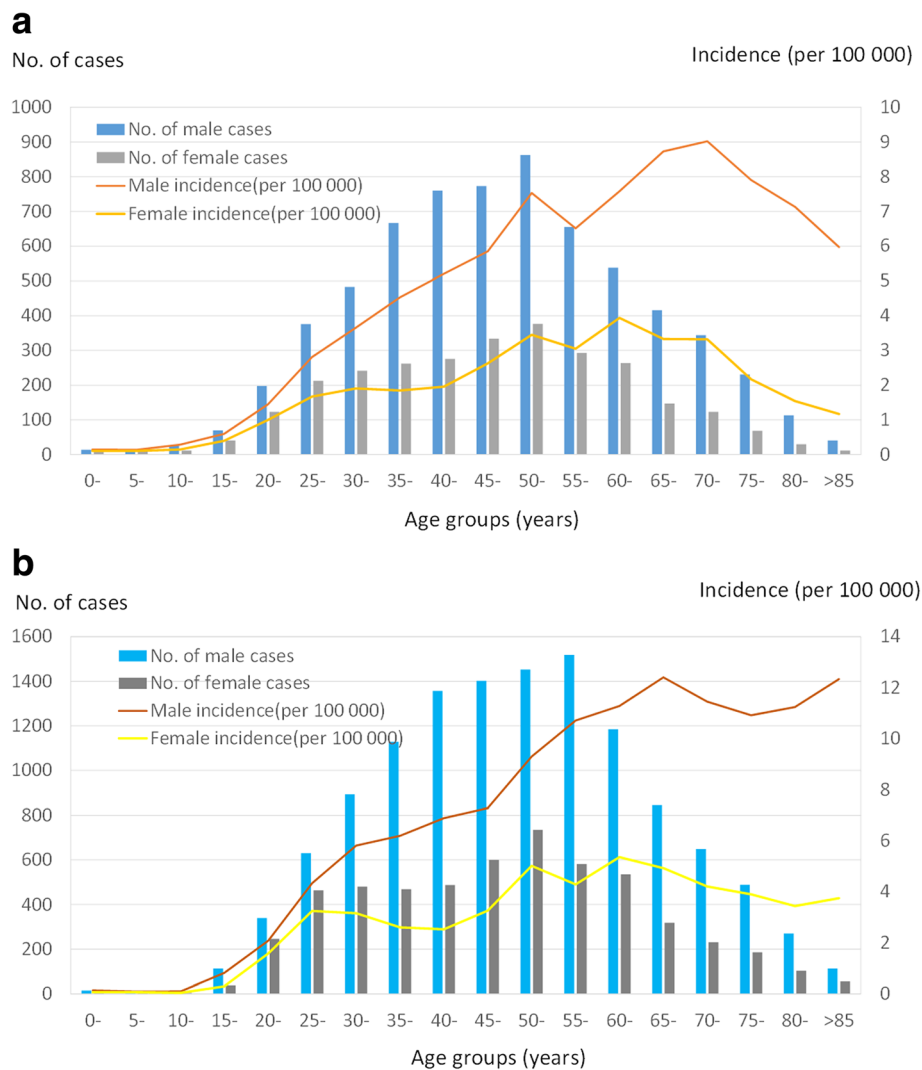 a
No. of cases
Incidence (per 100 000)
1000 10
900 9
800 8
700 7
600 6
500 5
400 4
300 3
200 2
100 1
0 0
No. of male cases
No. of female cases
Male incidence(per 100 000)
Female incidence(per 100 000)
0- 5- 10- 15- 20- 25- 30- 35- 40- 45- 50- 55- 60- 65- 70- 75- 80- >85
Age groups (years)
b
No. of cases
Incidence (per 100 000)
1600 14
1400 12
1200 10
1000 8
800 6
600 4
400 2
200 0
0
No. of male cases
No. of female cases
Male incidence(per 100 000)
Female incidence(per 100 000)
0- 5- 10- 15- 20- 25- 30- 35- 40- 45- 50- 55- 60- 65- 70- 75- 80- >85
Age groups (years)